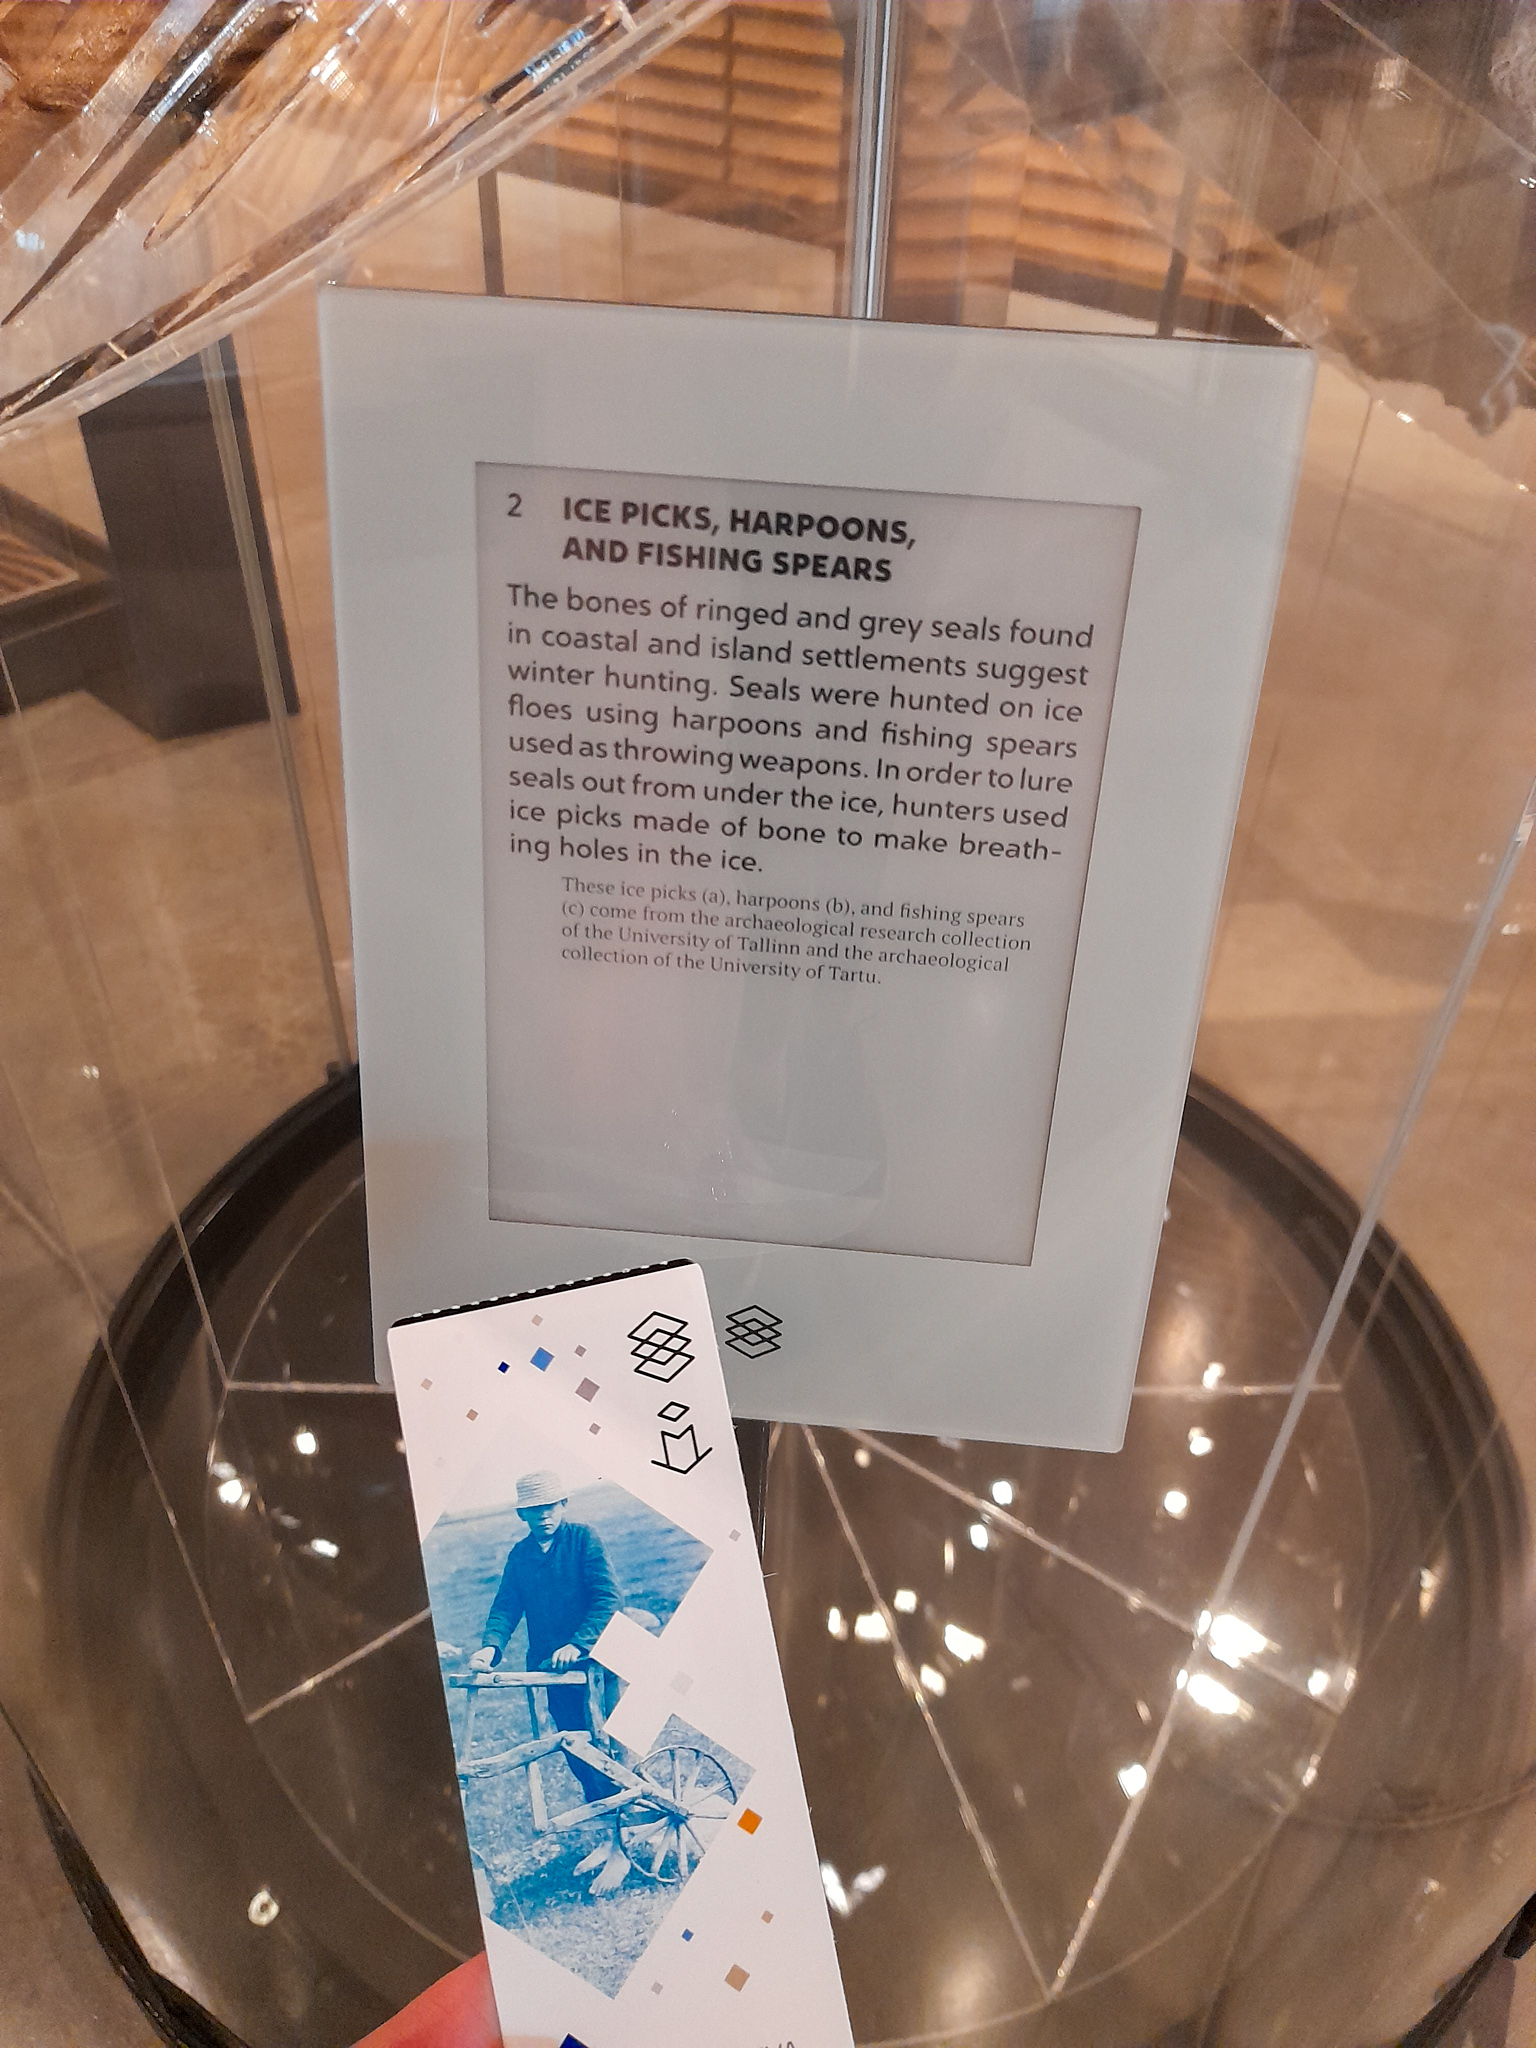 2 ICE PICKS, HARPOONS,
AND FISHING SPEARS
The bones of ringed and grey seals found
in coastal and island settlements suggest
winter hunting. Seals were hunted on ice
floes using harpoons and fishing spears
used as throwing weapons. In order to lure
seals out from under the ice, hunters used
ice picks made of bone to make breath-
ing holes in the ice.
These ice picks (a), harpoons (b), and fishing spears
(c) come from the archaeological research collection
of the University of Tallinn and the archaeological
collection of the University of Tartu.